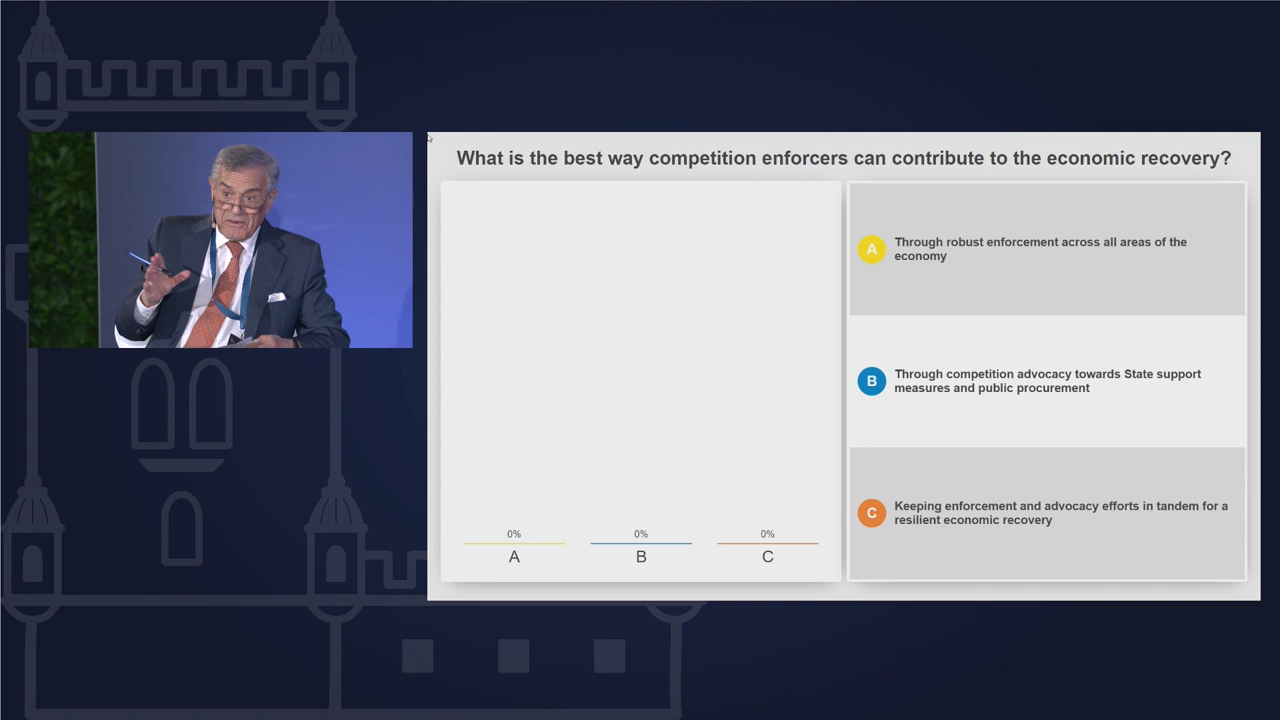 What is the best way competition enforcers can contribute to the economic recovery?
0%
0%
0%
A
B
C
A
Through robust enforcement across all areas of the
economy
B
Through competition advocacy towards State support
measures and public procurement
C
Keeping enforcement and advocacy efforts in tandem for a
resilient economic recovery